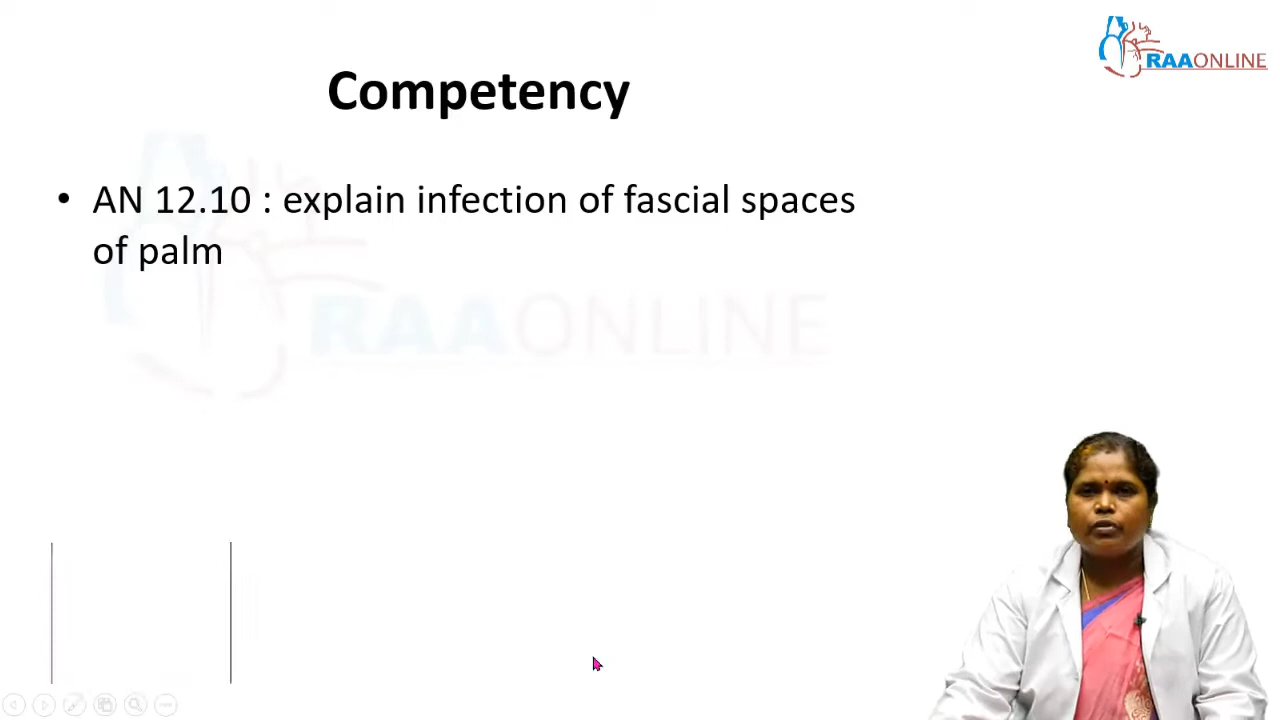 RAAONLINE
Competency
• AN 12.10 : explain infection of fascial spaces
of palm
RAAONLINE